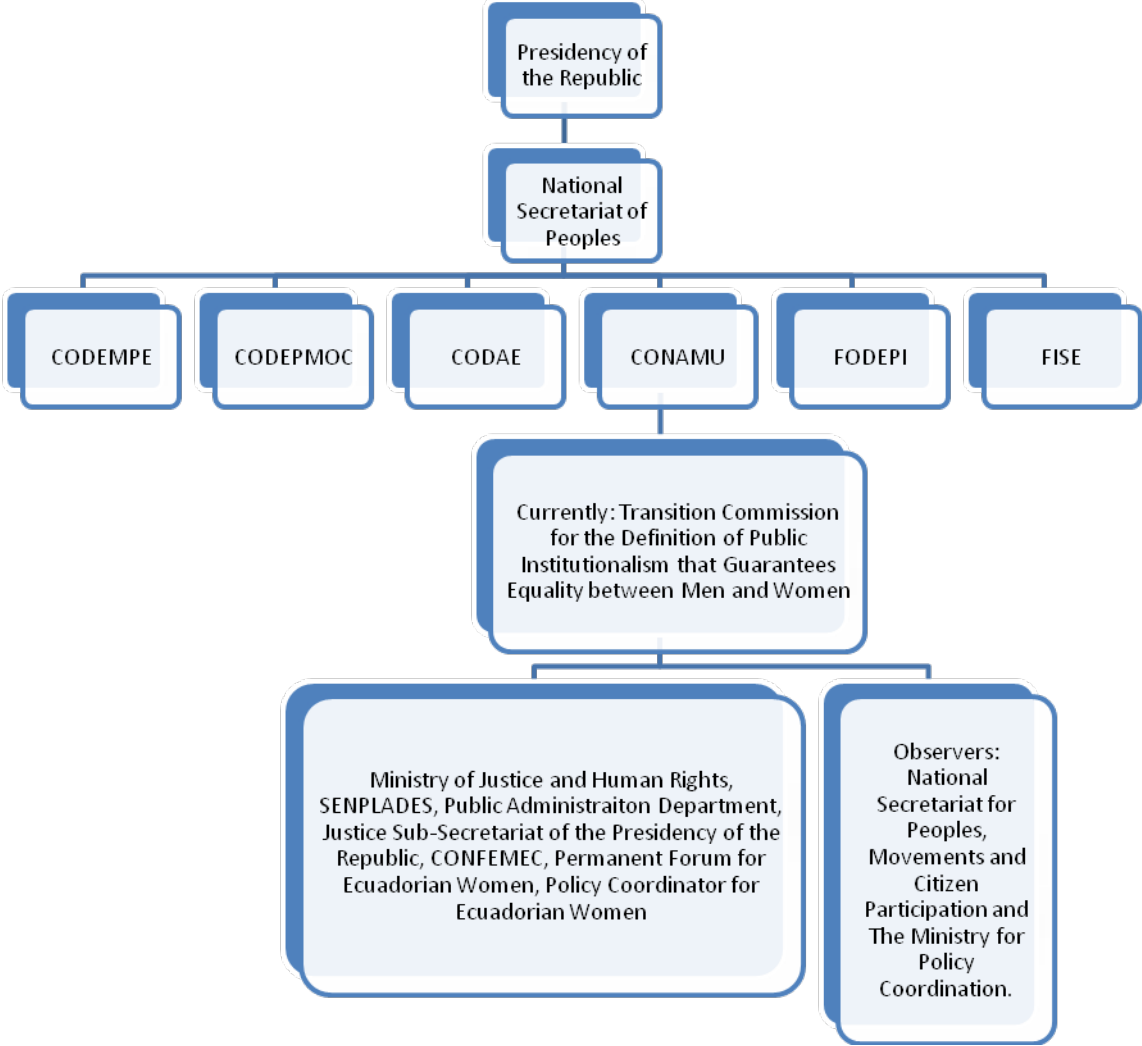 Presidency of
the Republic
National
Secretariat of
Peoples
CODEMPE
CODEPMOC
CODAE
CONAMU
FODEPI
FISE
Currently: Transition Commission
for the Definition of Public
Institutionalism that Guarantees
Equality between Men and Women
Ministry of Justice and Human Rights,
SENPLADES, Public Administraiton Department,
Justice Sub-Secretariat of the Presidency of the
Republic, CONFEMEC, Permanent Forum for
Ecuadorian Women, Policy Coordinator for
Ecuadorian Women
Observers:
National
Secretariat for
Peoples,
Movements and
Citizen
Participation and
The Ministry for
Policy
Coordination.